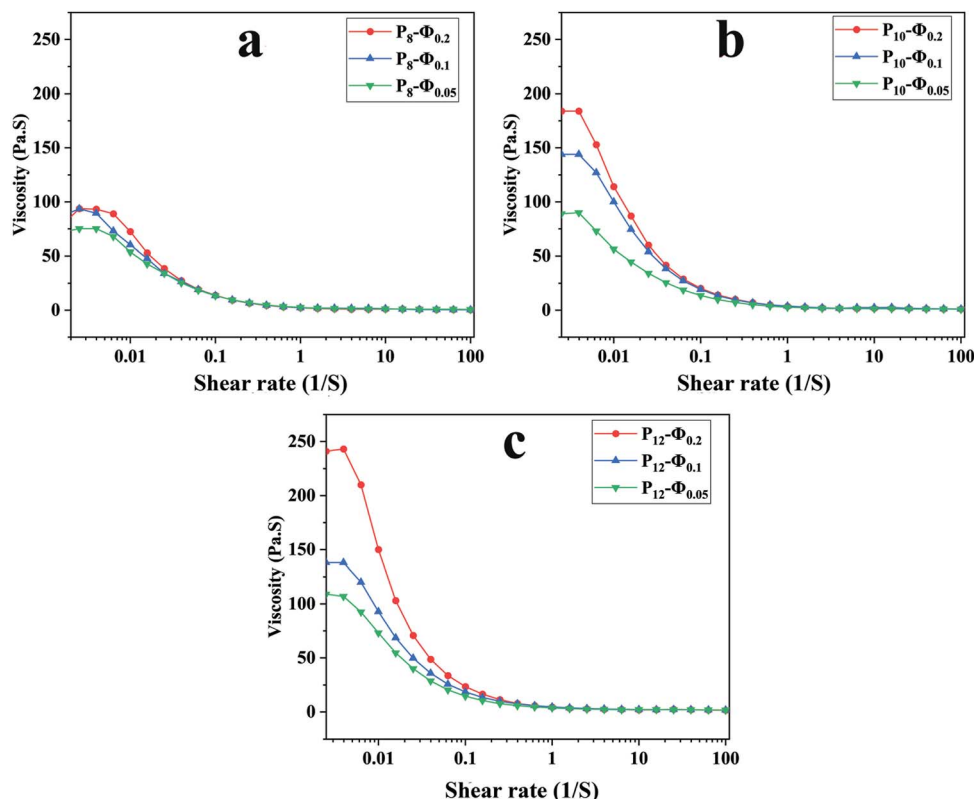 a
P₈-Φ₀.₂
P₈-Φ₀.₁
P₈-Φ₀.₀₅
250
200
150
100
50
0
Viscosity (Pa.S)
0.01 0.1 1 10 100
Shear rate (1/S)
b
P₁₀-Φ₀.₂
P₁₀-Φ₀.₁
P₁₀-Φ₀.₀₅
250
200
150
100
50
0
Viscosity (Pa.S)
0.01 0.1 1 10 100
Shear rate (1/S)
c
P₁₂-Φ₀.₂
P₁₂-Φ₀.₁
P₁₂-Φ₀.₀₅
250
200
150
100
50
0
Viscosity (Pa.S)
0.01 0.1 1 10 100
Shear rate (1/S)